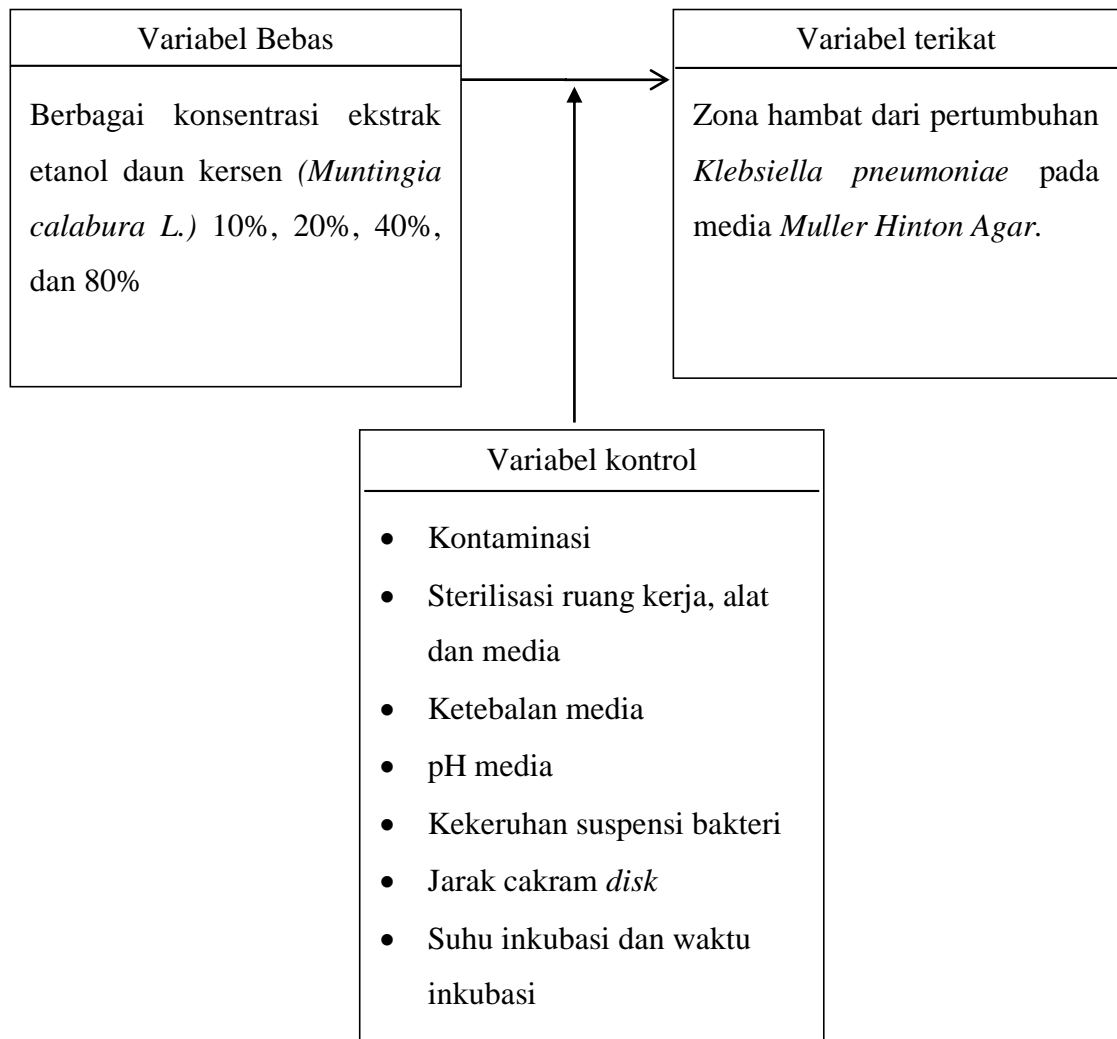 Variabel Bebas
Berbagai konsentrasi ekstrak
etanol daun kersen (Muntingia
calabura L.) 10%, 20%, 40%,
dan 80%
Variabel terikat
Zona hambat dari pertumbuhan
Klebsiella pneumoniae pada
media Muller Hinton Agar.
Variabel kontrol
• Kontaminasi
• Sterilisasi ruang kerja, alat
dan media
• Ketebalan media
• pH media
• Kekeruhan suspensi bakteri
• Jarak cakram disk
• Suhu inkubasi dan waktu
inkubasi